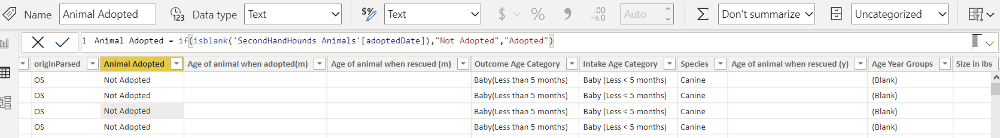 Name Animal Adopted 123 Data type Text $% Text $ % 9 .00 →.0 Auto Σ Don't summarize Uncategorized
1 Animal Adopted = if(isblank('SecondHandHounds Animals'[adoptedDate]),"Not Adopted","Adopted")
originParsed Animal Adopted Age of animal when adopted(m) Age of animal when rescued (m) Outcome Age Category Intake Age Category Species Age of animal when rescued (y) Age Year Groups Size in lbs
OS Not Adopted Baby(Less than 5 months) Baby (Less < 5 months) Canine (Blank)
OS Not Adopted Baby(Less than 5 months) Baby (Less < 5 months) Canine (Blank)
OS Not Adopted Baby(Less than 5 months) Baby (Less < 5 months) Canine (Blank)
OS Not Adopted Baby(Less than 5 months) Baby (Less < 5 months) Canine (Blank)